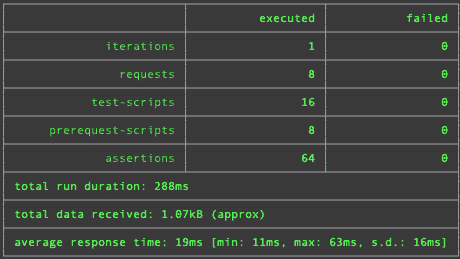 executed failed
iterations 1 0
requests 8 0
test-scripts 16 0
prerequest-scripts 8 0
assertions 64 0
total run duration: 288ms
total data received: 1.07kB (approx)
average response time: 19ms [min: 11ms, max: 63ms, s.d.: 16ms]